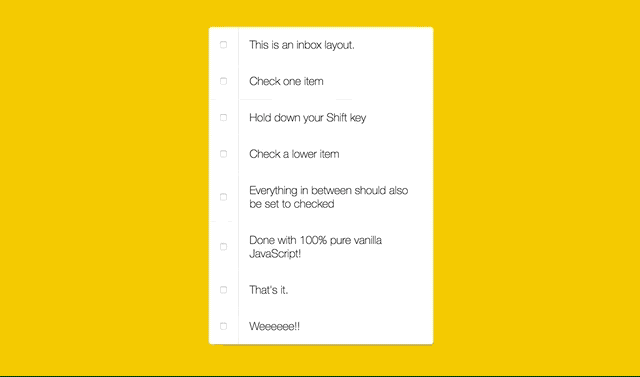 This is an inbox layout.
Check one item
Hold down your Shift key
Check a lower item
Everything in between should also
be set to checked
Done with 100% pure vanilla
JavaScript!
That's it.
Weeeeee!!